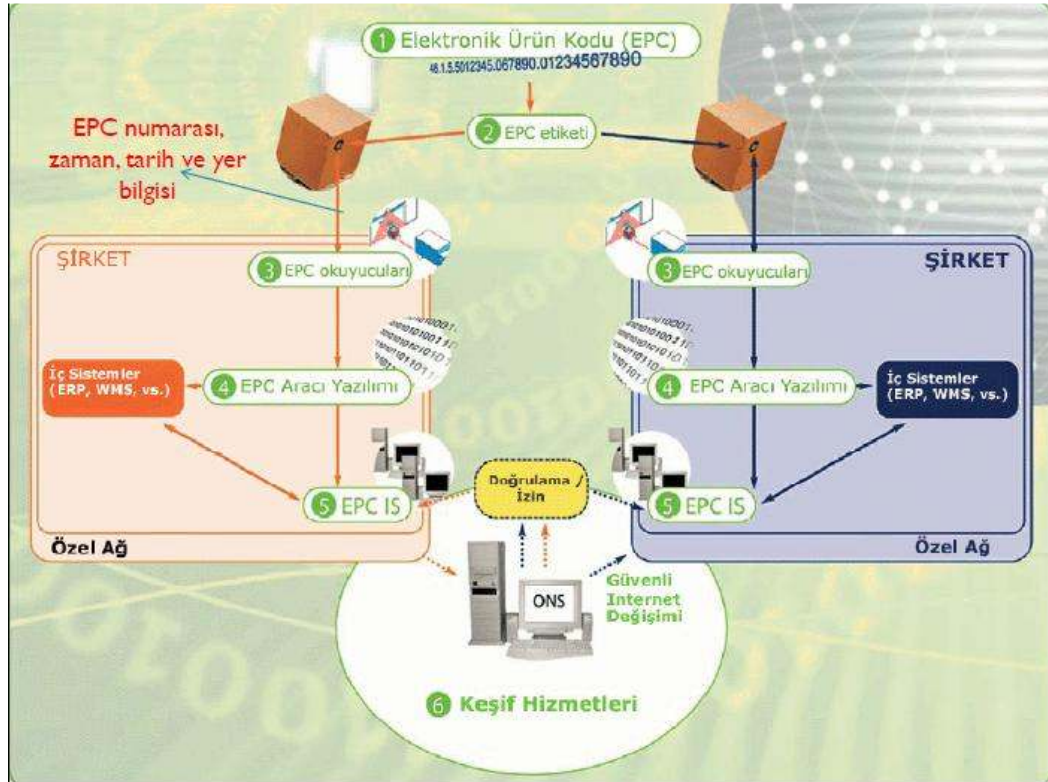 1 Elektronik Ürün Kodu (EPC)
46.1.5.5012345.067890.01234567890
2 EPC etiketi
EPC numarası,
zaman, tarih ve yer
bilgisi
ŞİRKET
3 EPC okuyucuları
İç Sistemler
(ERP, WMS, vs.)
4 EPC Aracı Yazılımı
5 EPC IS
Özel Ağ
ŞİRKET
3 EPC okuyucuları
4 EPC Aracı Yazılımı
İç Sistemler
(ERP, WMS, vs.)
5 EPC IS
Özel Ağ
Doğrulama /
İzin
ONS
Güvenli
Internet
Değişimi
6 Keşif Hizmetleri